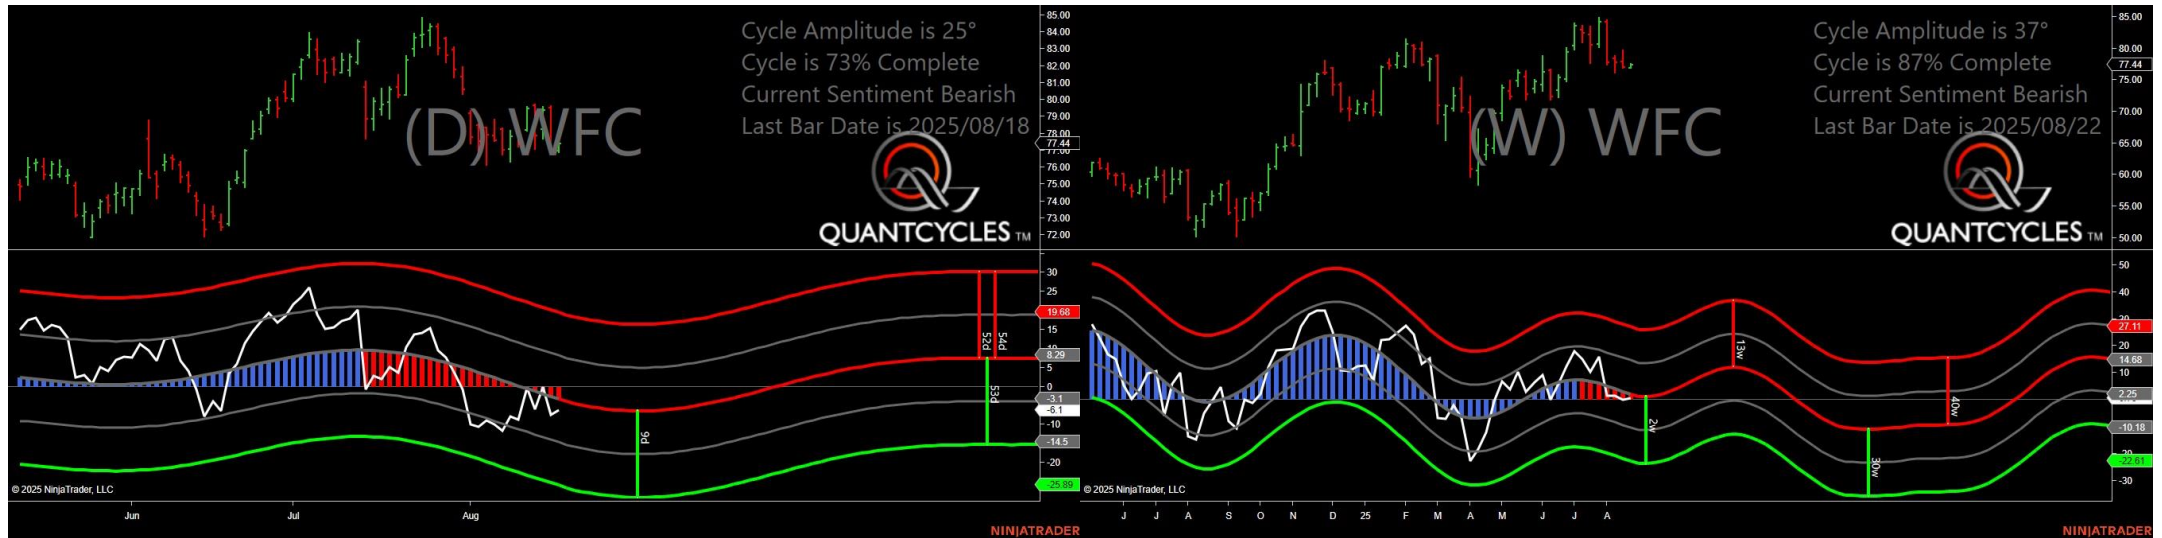 Cycle Amplitude is 25°
Cycle is 73% Complete
Current Sentiment Bearish
Last Bar Date is 2025/08/18
(D) WFC
QUANTCYCLES TM
85.00
84.00
83.00
82.00
81.00
80.00
79.00
78.00
77.44
77.00
76.00
75.00
74.00
73.00
72.00
30
25
19.68
15
10
8.29
5
0
-3.1
-6.1
-10
-14.5
-20
-25.89
9d
52d
54d
53d
© 2025 NinjaTrader, LLC
Jun
Jul
Aug
NINJATRADER
Cycle Amplitude is 37°
Cycle is 87% Complete
Current Sentiment Bearish
Last Bar Date is 2025/08/22
(W) WFC
QUANTCYCLES TM
85.00
80.00
77.44
75.00
70.00
65.00
60.00
55.00
50.00
50
40
30
27.11
20
14.68
10
2.25
-10.18
-20
-22.61
-30
2w
13w
30w
40w
© 2025 NinjaTrader, LLC
J J A S O N D 25 F M A M J J A
NINJATRADER